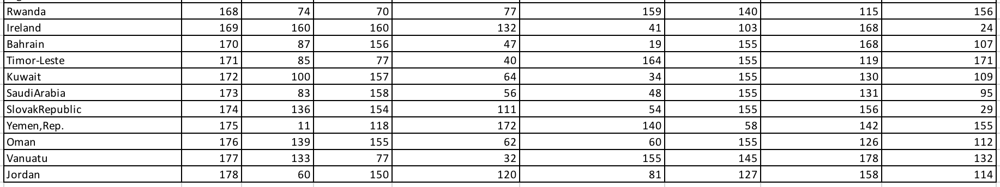 Rwanda 168 74 70 77 159 140 115 156
Ireland 169 160 160 132 41 103 168 24
Bahrain 170 87 156 47 19 155 168 107
Timor-Leste 171 85 77 40 164 155 119 171
Kuwait 172 100 157 64 34 155 130 109
SaudiArabia 173 83 158 56 48 155 131 95
SlovakRepublic 174 136 154 111 54 155 156 29
Yemen,Rep. 175 11 118 172 140 58 142 155
Oman 176 139 155 62 60 155 126 112
Vanuatu 177 133 77 32 155 145 178 132
Jordan 178 60 150 120 81 127 158 114